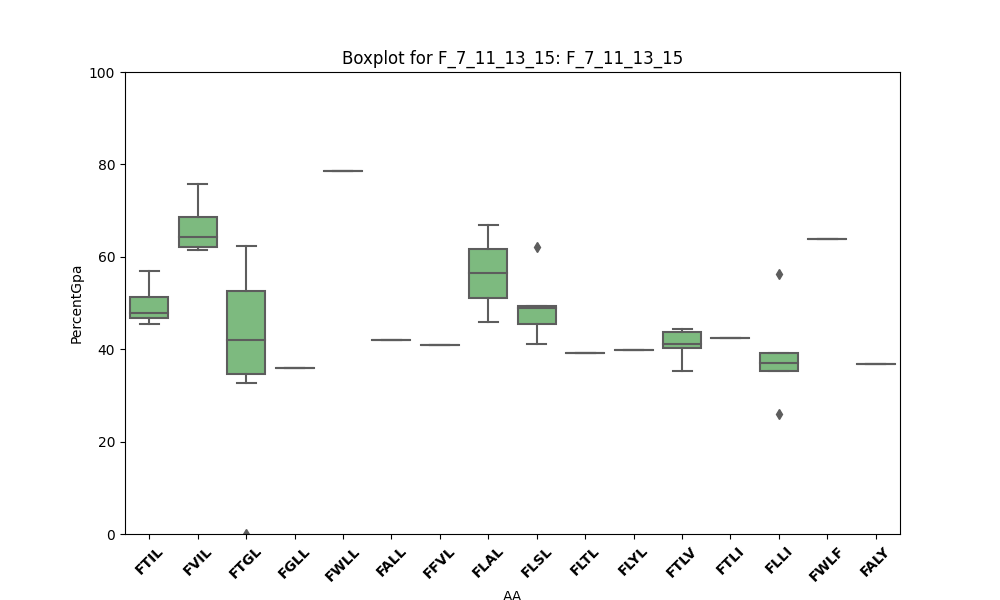 Boxplot for F_7_11_13_15: F_7_11_13_15
100
80
60
40
20
0
PercentGpa
FTIL
FVIL
FTGL
FGLL
FWLL
FALL
FFVL
FLAL
FLSL
FLTL
FLYL
FTLV
FTLI
FLLI
FWLF
FALY
AA